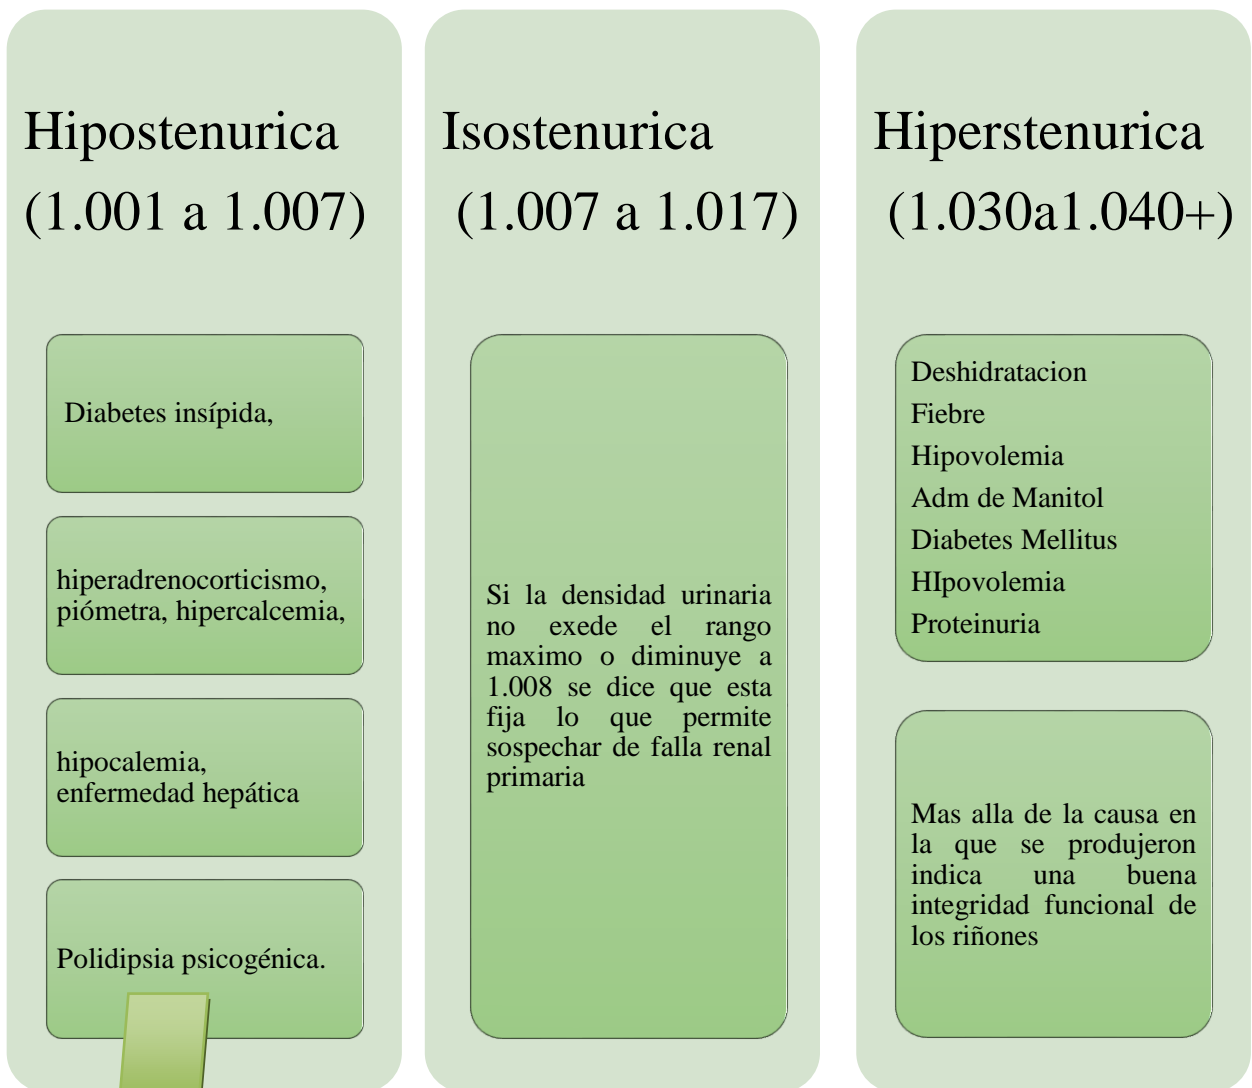 Hipostenurica
(1.001 a 1.007)
Diabetes insípida,
hiperadrenocorticismo,
piómetra, hipercalcemia,
hipocalemia,
enfermedad hepática
Polidipsia psicogénica.
Isostenurica
(1.007 a 1.017)
Si la densidad urinaria
no exede el rango
maximo o diminuye a
1.008 se dice que esta
fija lo que permite
sospechar de falla renal
primaria
Hiperstenurica
(1.030a1.040+)
Deshidratacion
Fiebre
Hipovolemia
Adm de Manitol
Diabetes Mellitus
HIpovolemia
Proteinuria
Mas alla de la causa en
la que se produjeron
indica una buena
integridad funcional de
los riñones